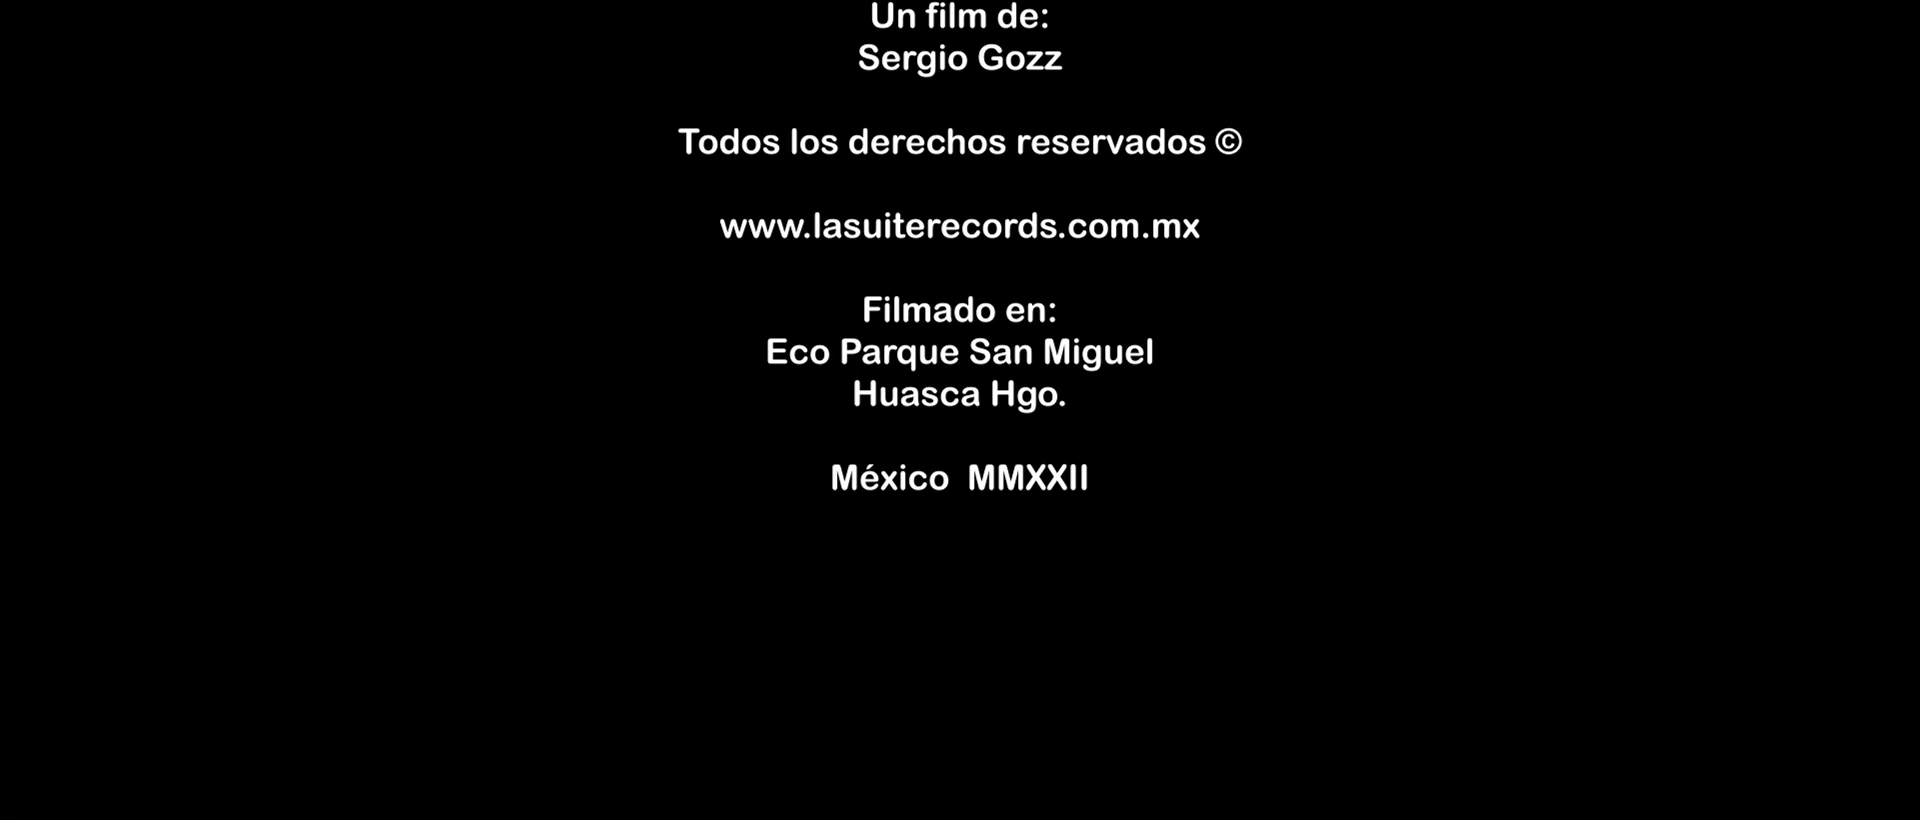 Un film de:
Sergio Gozz
Todos los derechos reservados ©
www.lasuiterecords.com.mx
Filmado en:
Eco Parque San Miguel
Huasca Hgo.
México  MMXXII